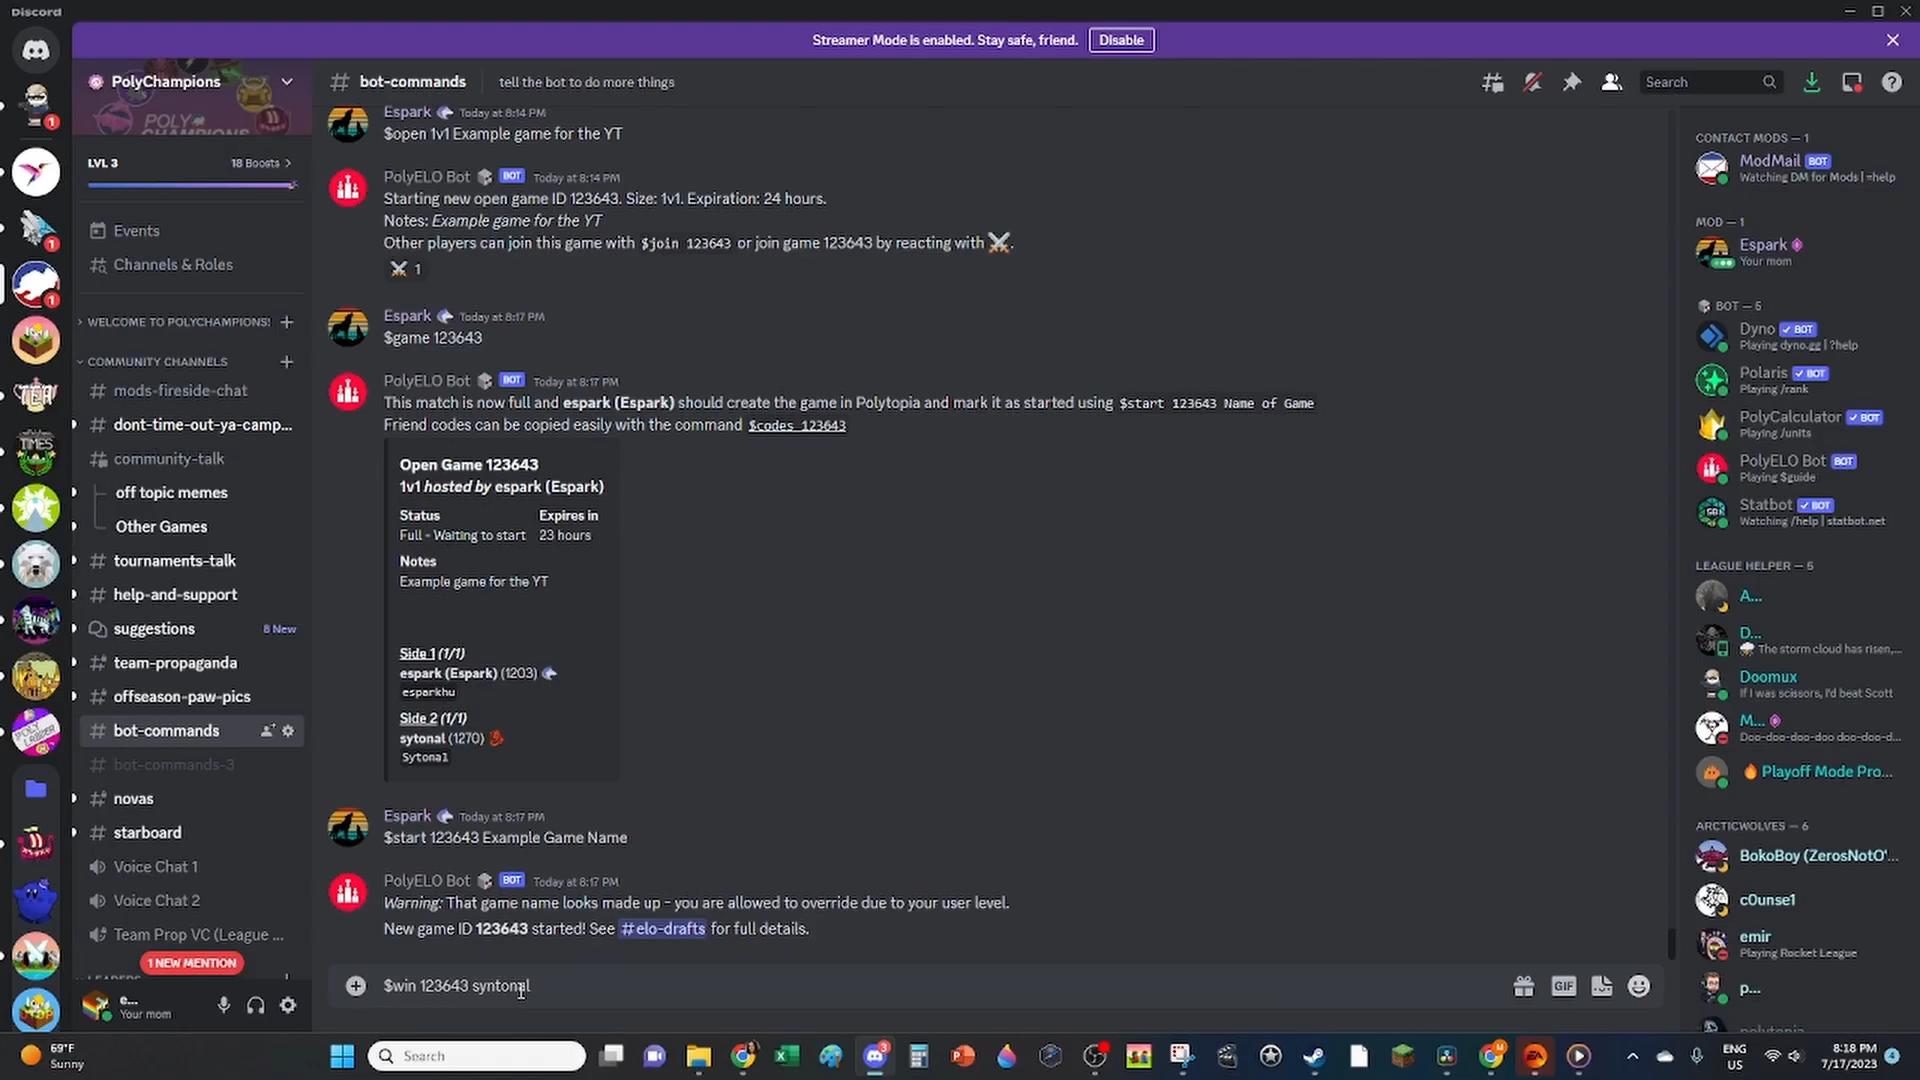 Discord
Streamer Mode is enabled. Stay safe, friend.
Disable
PolyChampions
LVL 3
18 Boosts
Events
Channels & Roles
WELCOME TO POLYCHAMPIONS!
COMMUNITY CHANNELS
mods-fireside-chat
dont-time-out-ya-camp...
community-talk
off topic memes
Other Games
tournaments-talk
help-and-support
suggestions
8 New
team-propaganda
offseason-paw-pics
bot-commands
bot-commands-3
novas
starboard
Voice Chat 1
Voice Chat 2
Team Prop VC (League ...
1 NEW MENTION
e...
Your mom
bot-commands
tell the bot to do more things
Search
Espark Today at 8:14 PM
$open 1v1 Example game for the YT
PolyELO Bot BOT Today at 8:14 PM
Starting new open game ID 123643. Size: 1v1. Expiration: 24 hours.
Notes: Example game for the YT
Other players can join this game with $join 123643 or join game 123643 by reacting with ⚔.
⚔ 1
Espark Today at 8:17 PM
$game 123643
PolyELO Bot BOT Today at 8:17 PM
This match is now full and espark (Espark) should create the game in Polytopia and mark it as started using $start 123643 Name of Game
Friend codes can be copied easily with the command $codes 123643
Open Game 123643
1v1 hosted by espark (Espark)
Status Expires in
Full - Waiting to start 23 hours
Notes
Example game for the YT
Side 1 (1/1)
espark (Espark) (1203)
esparkhu
Side 2 (1/1)
sytonal (1270)
Sytonal
Espark Today at 8:17 PM
$start 123643 Example Game Name
PolyELO Bot BOT Today at 8:17 PM
Warning: That game name looks made up - you are allowed to override due to your user level.
New game ID 123643 started! See #elo-drafts for full details.
$win 123643 syntonal
GIF
CONTACT MODS — 1
ModMail BOT
Watching DM for Mods | =help
MOD — 1
Espark
Your mom
BOT — 5
Dyno BOT
Playing dyno.gg | ?help
Polaris BOT
Playing /rank
PolyCalculator BOT
Playing /units
PolyELO Bot BOT
Playing $guide
Statbot BOT
Watching /help | statbot.net
LEAGUE HELPER — 5
A...
D...
The storm cloud has risen,...
Doomux
If I was scissors, I'd beat Scott
M...
Doo-doo-doo-doo doo-doo-d...
Playoff Mode Pro...
ARCTICWOLVES — 6
BokoBoy (ZerosNotO'...
c0unse1
emir
Playing Rocket League
p...
polytopia
69°F
Sunny
Search
ENG
US
8:18 PM
7/17/2023
4